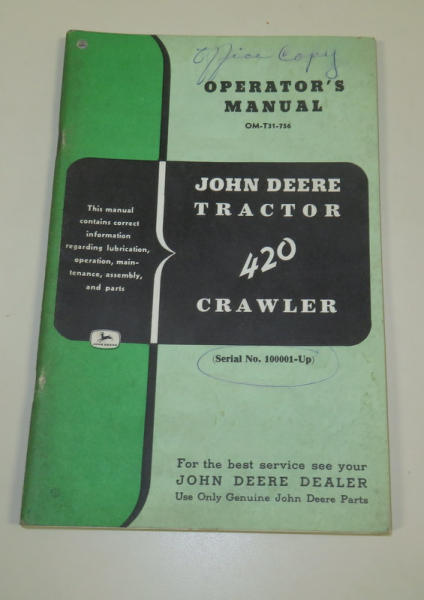 Office Copy
OPERATOR'S
MANUAL
OM-T31-756
This manual
contains correct
information
regarding lubrication,
operation, main-
tenance, assembly,
and parts
JOHN DEERE
TRACTOR
420
CRAWLER
JOHN DEERE
(Serial No. 100001-Up)
For the best service see your
JOHN DEERE DEALER
Use Only Genuine John Deere Parts